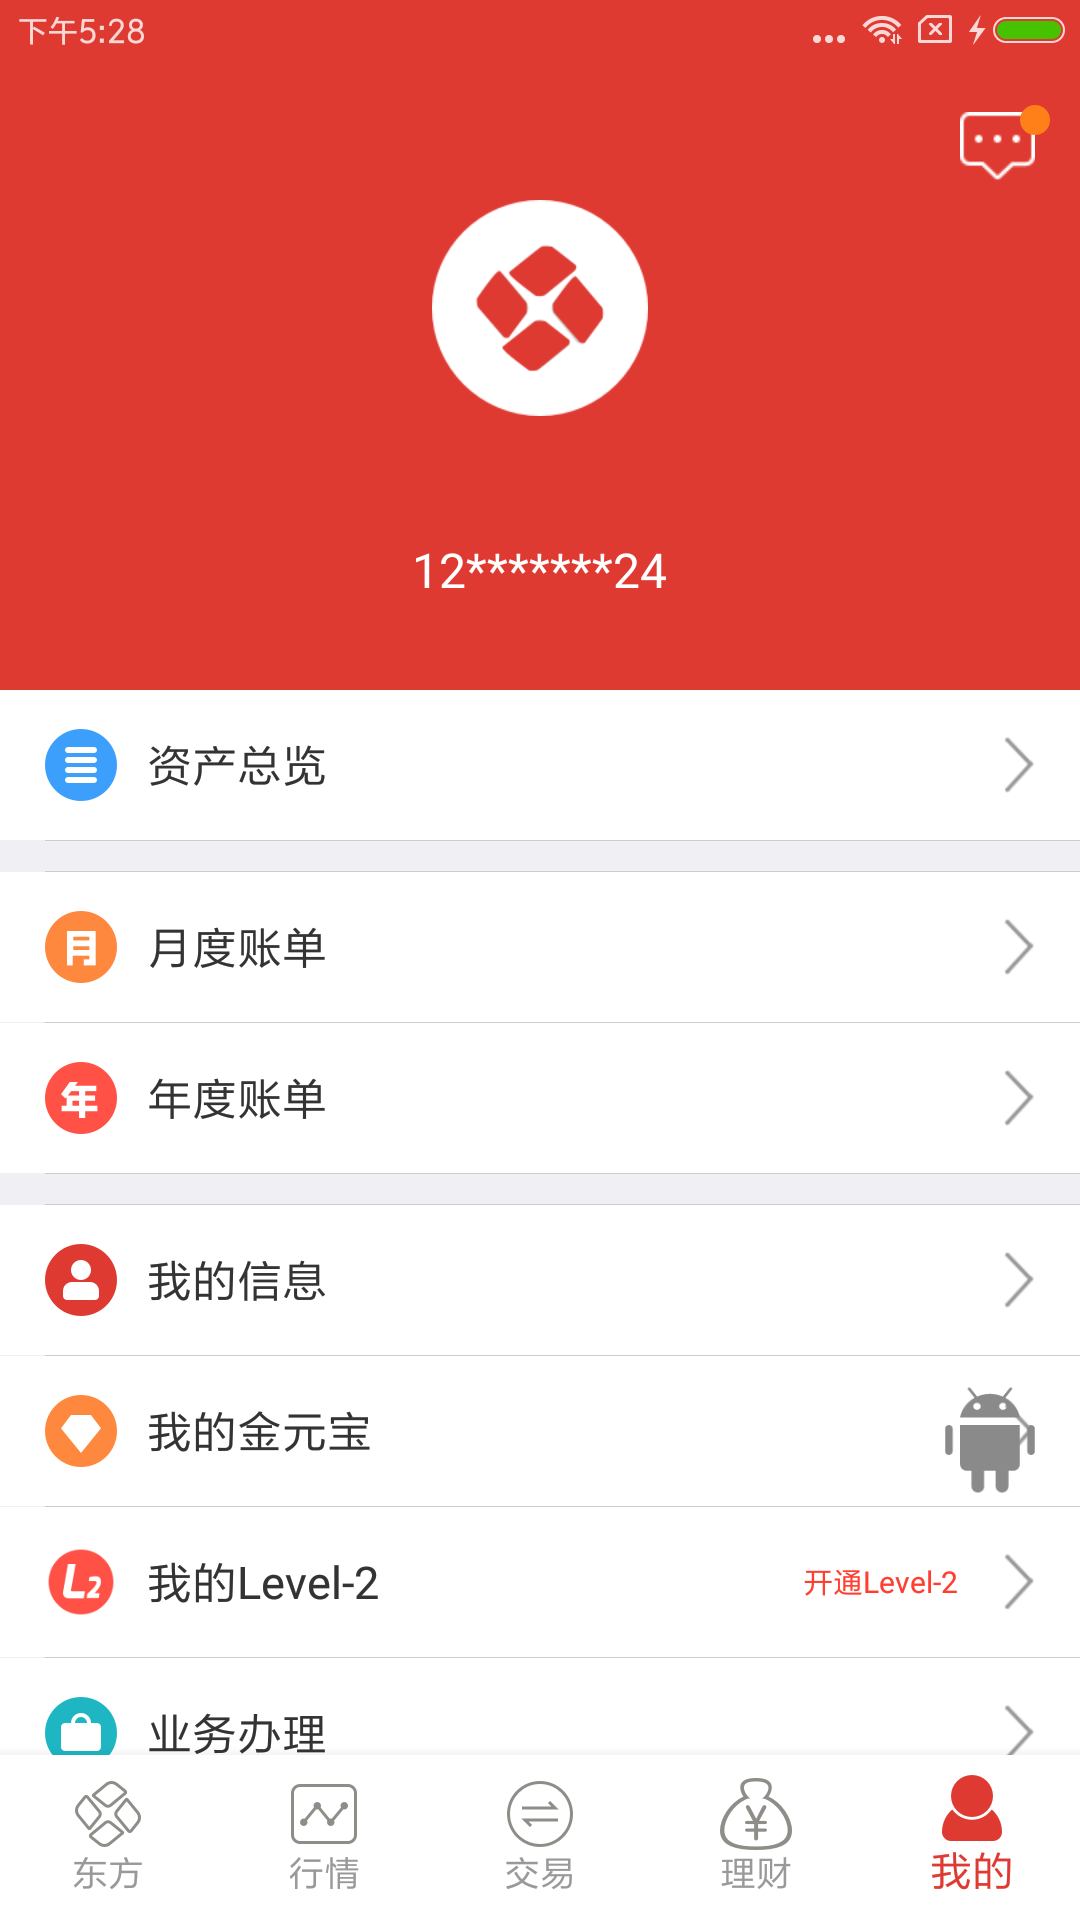 下午5:28
12*******24
资产总览
月
月度账单
年
年度账单
我的信息
我的金元宝
L2
我的Level-2
开通Level-2
业务办理
东方
行情
交易
¥
理财
我的